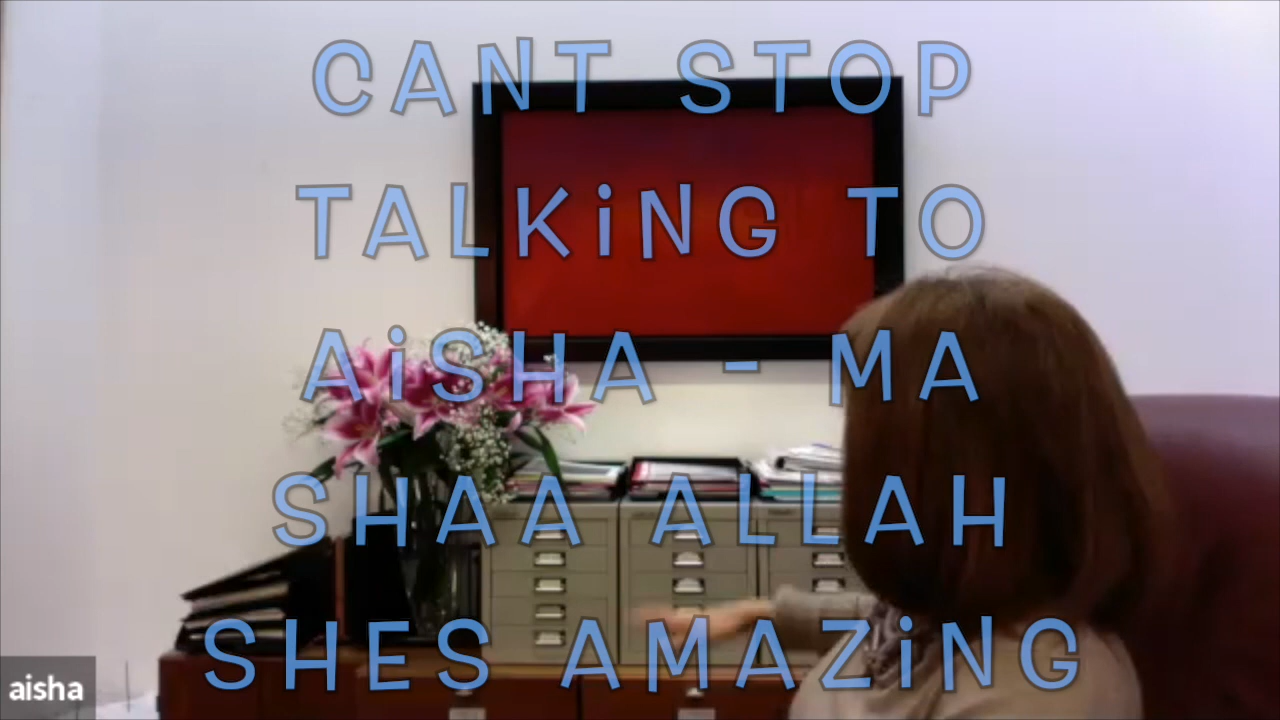 CANT STOP
TALKiNG TO
AiSHA - MA
SHAA ALLAH
SHES AMAZiNG
aisha